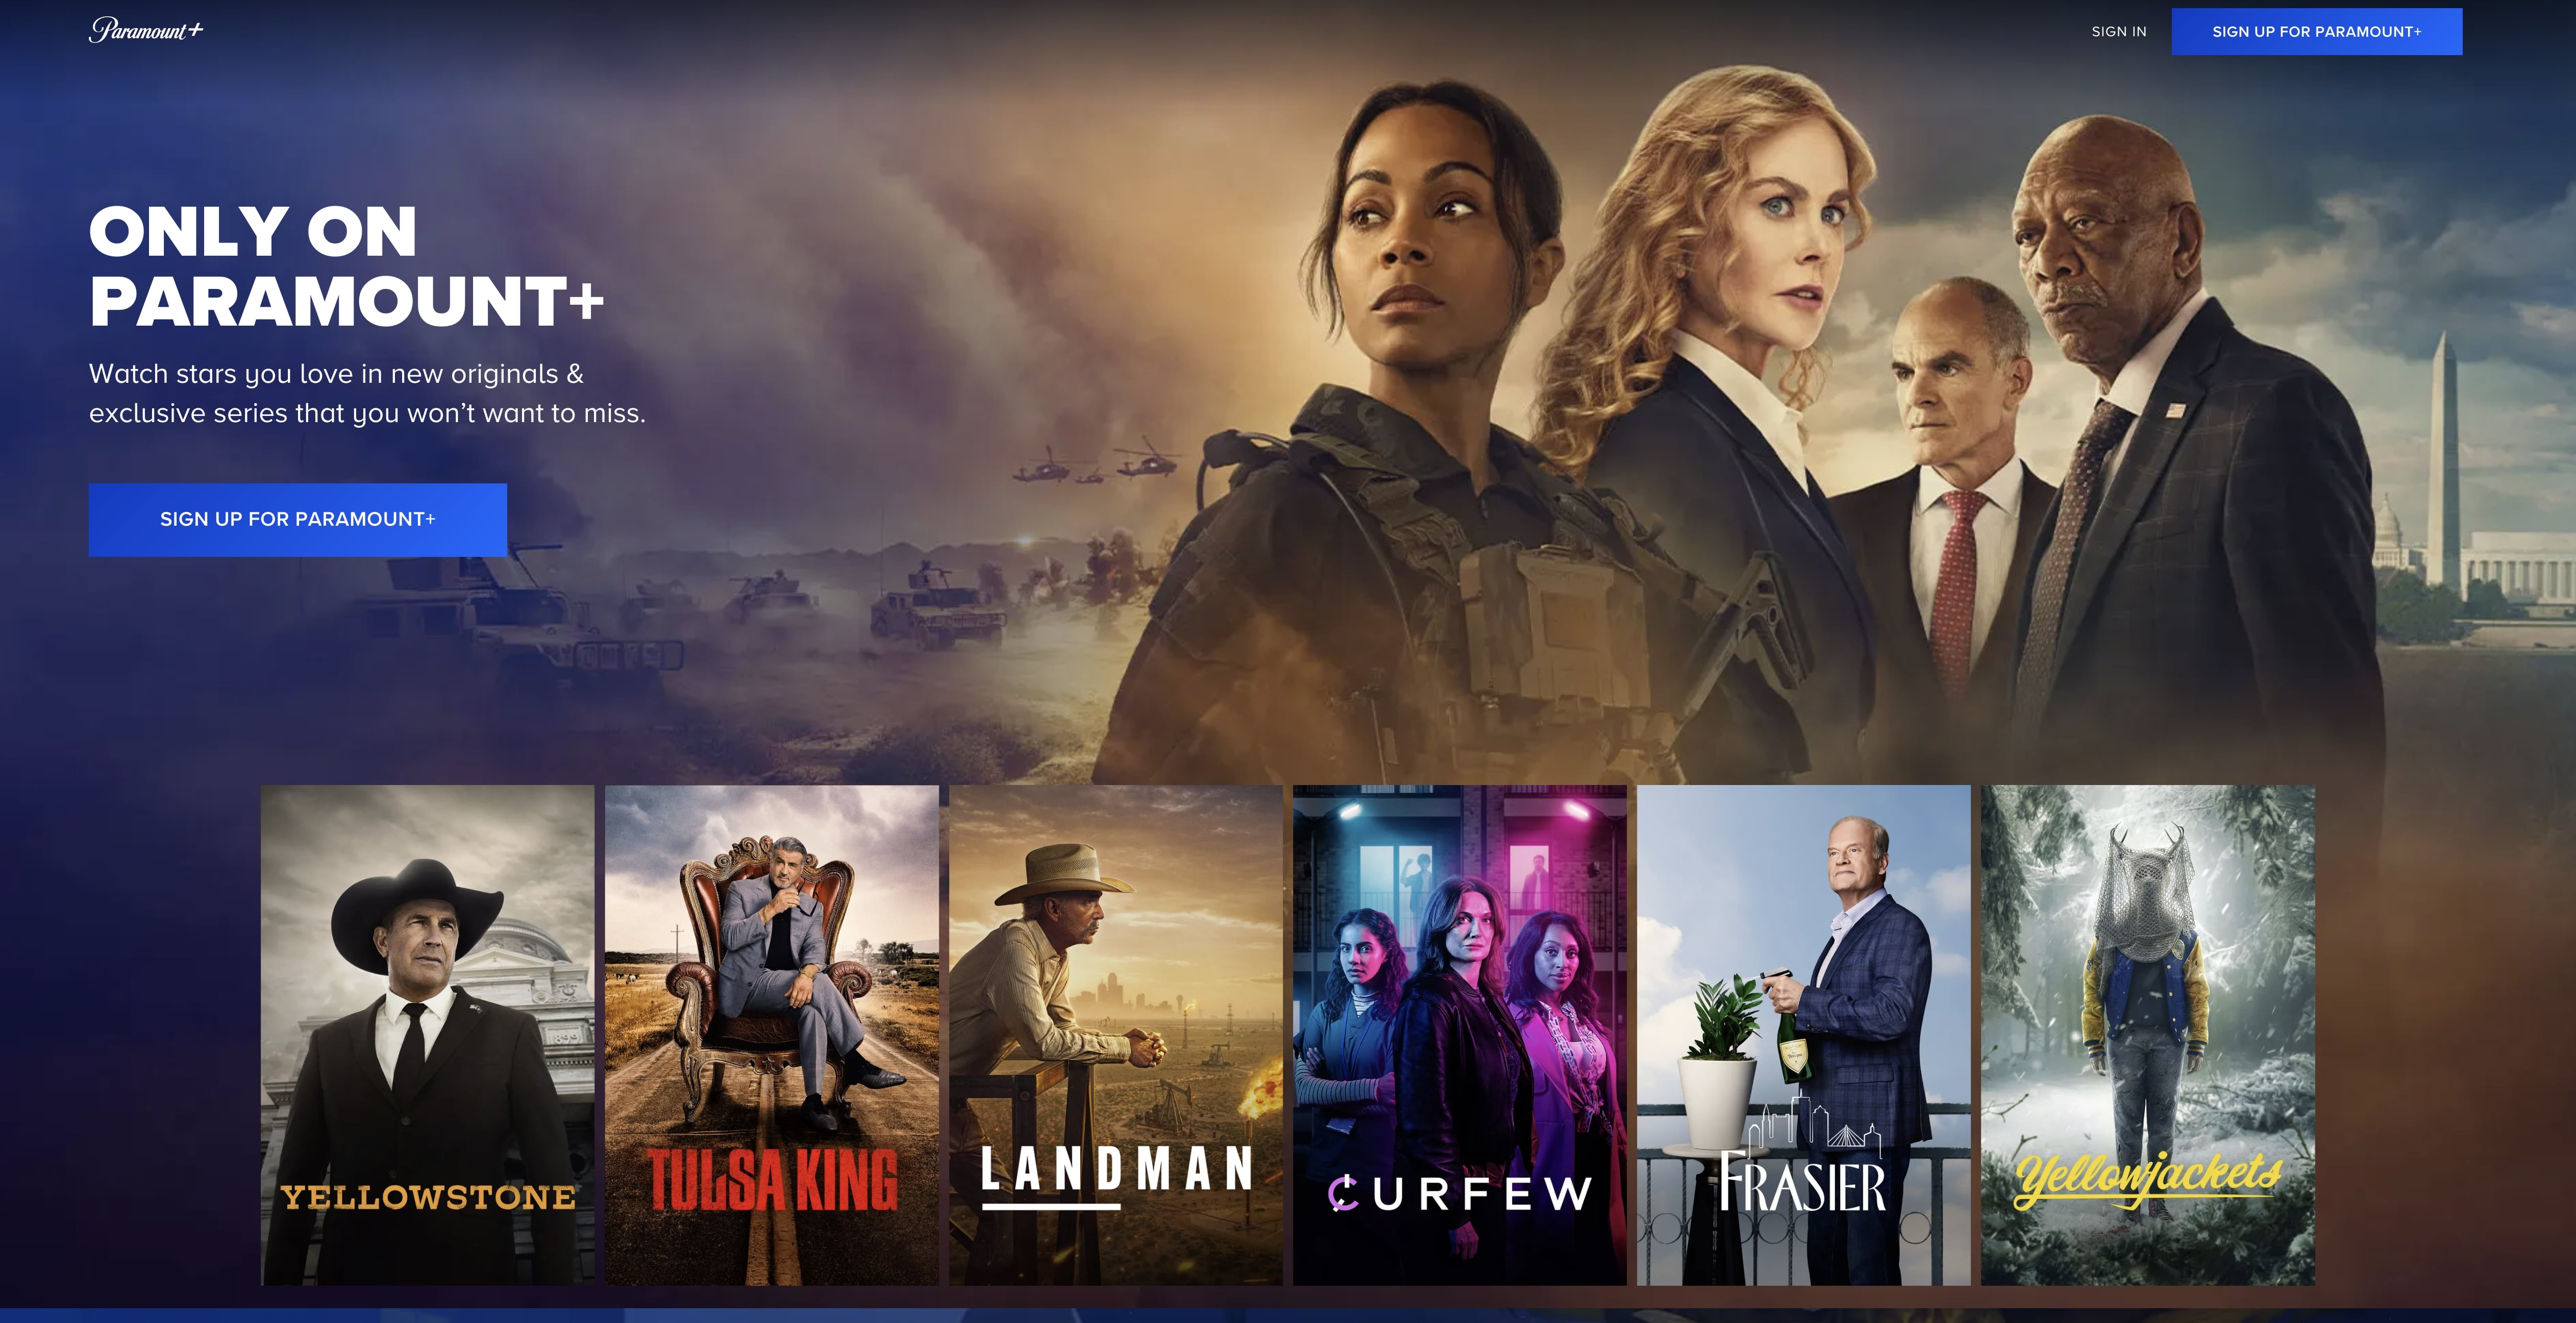 Paramount+
SIGN IN
SIGN UP FOR PARAMOUNT+
ONLY ON
PARAMOUNT+
Watch stars you love in new originals &
exclusive series that you won’t want to miss.
SIGN UP FOR PARAMOUNT+
YELLOWSTONE
TULSA KING
LANDMAN
CURFEW
FRASIER
Yellowjackets